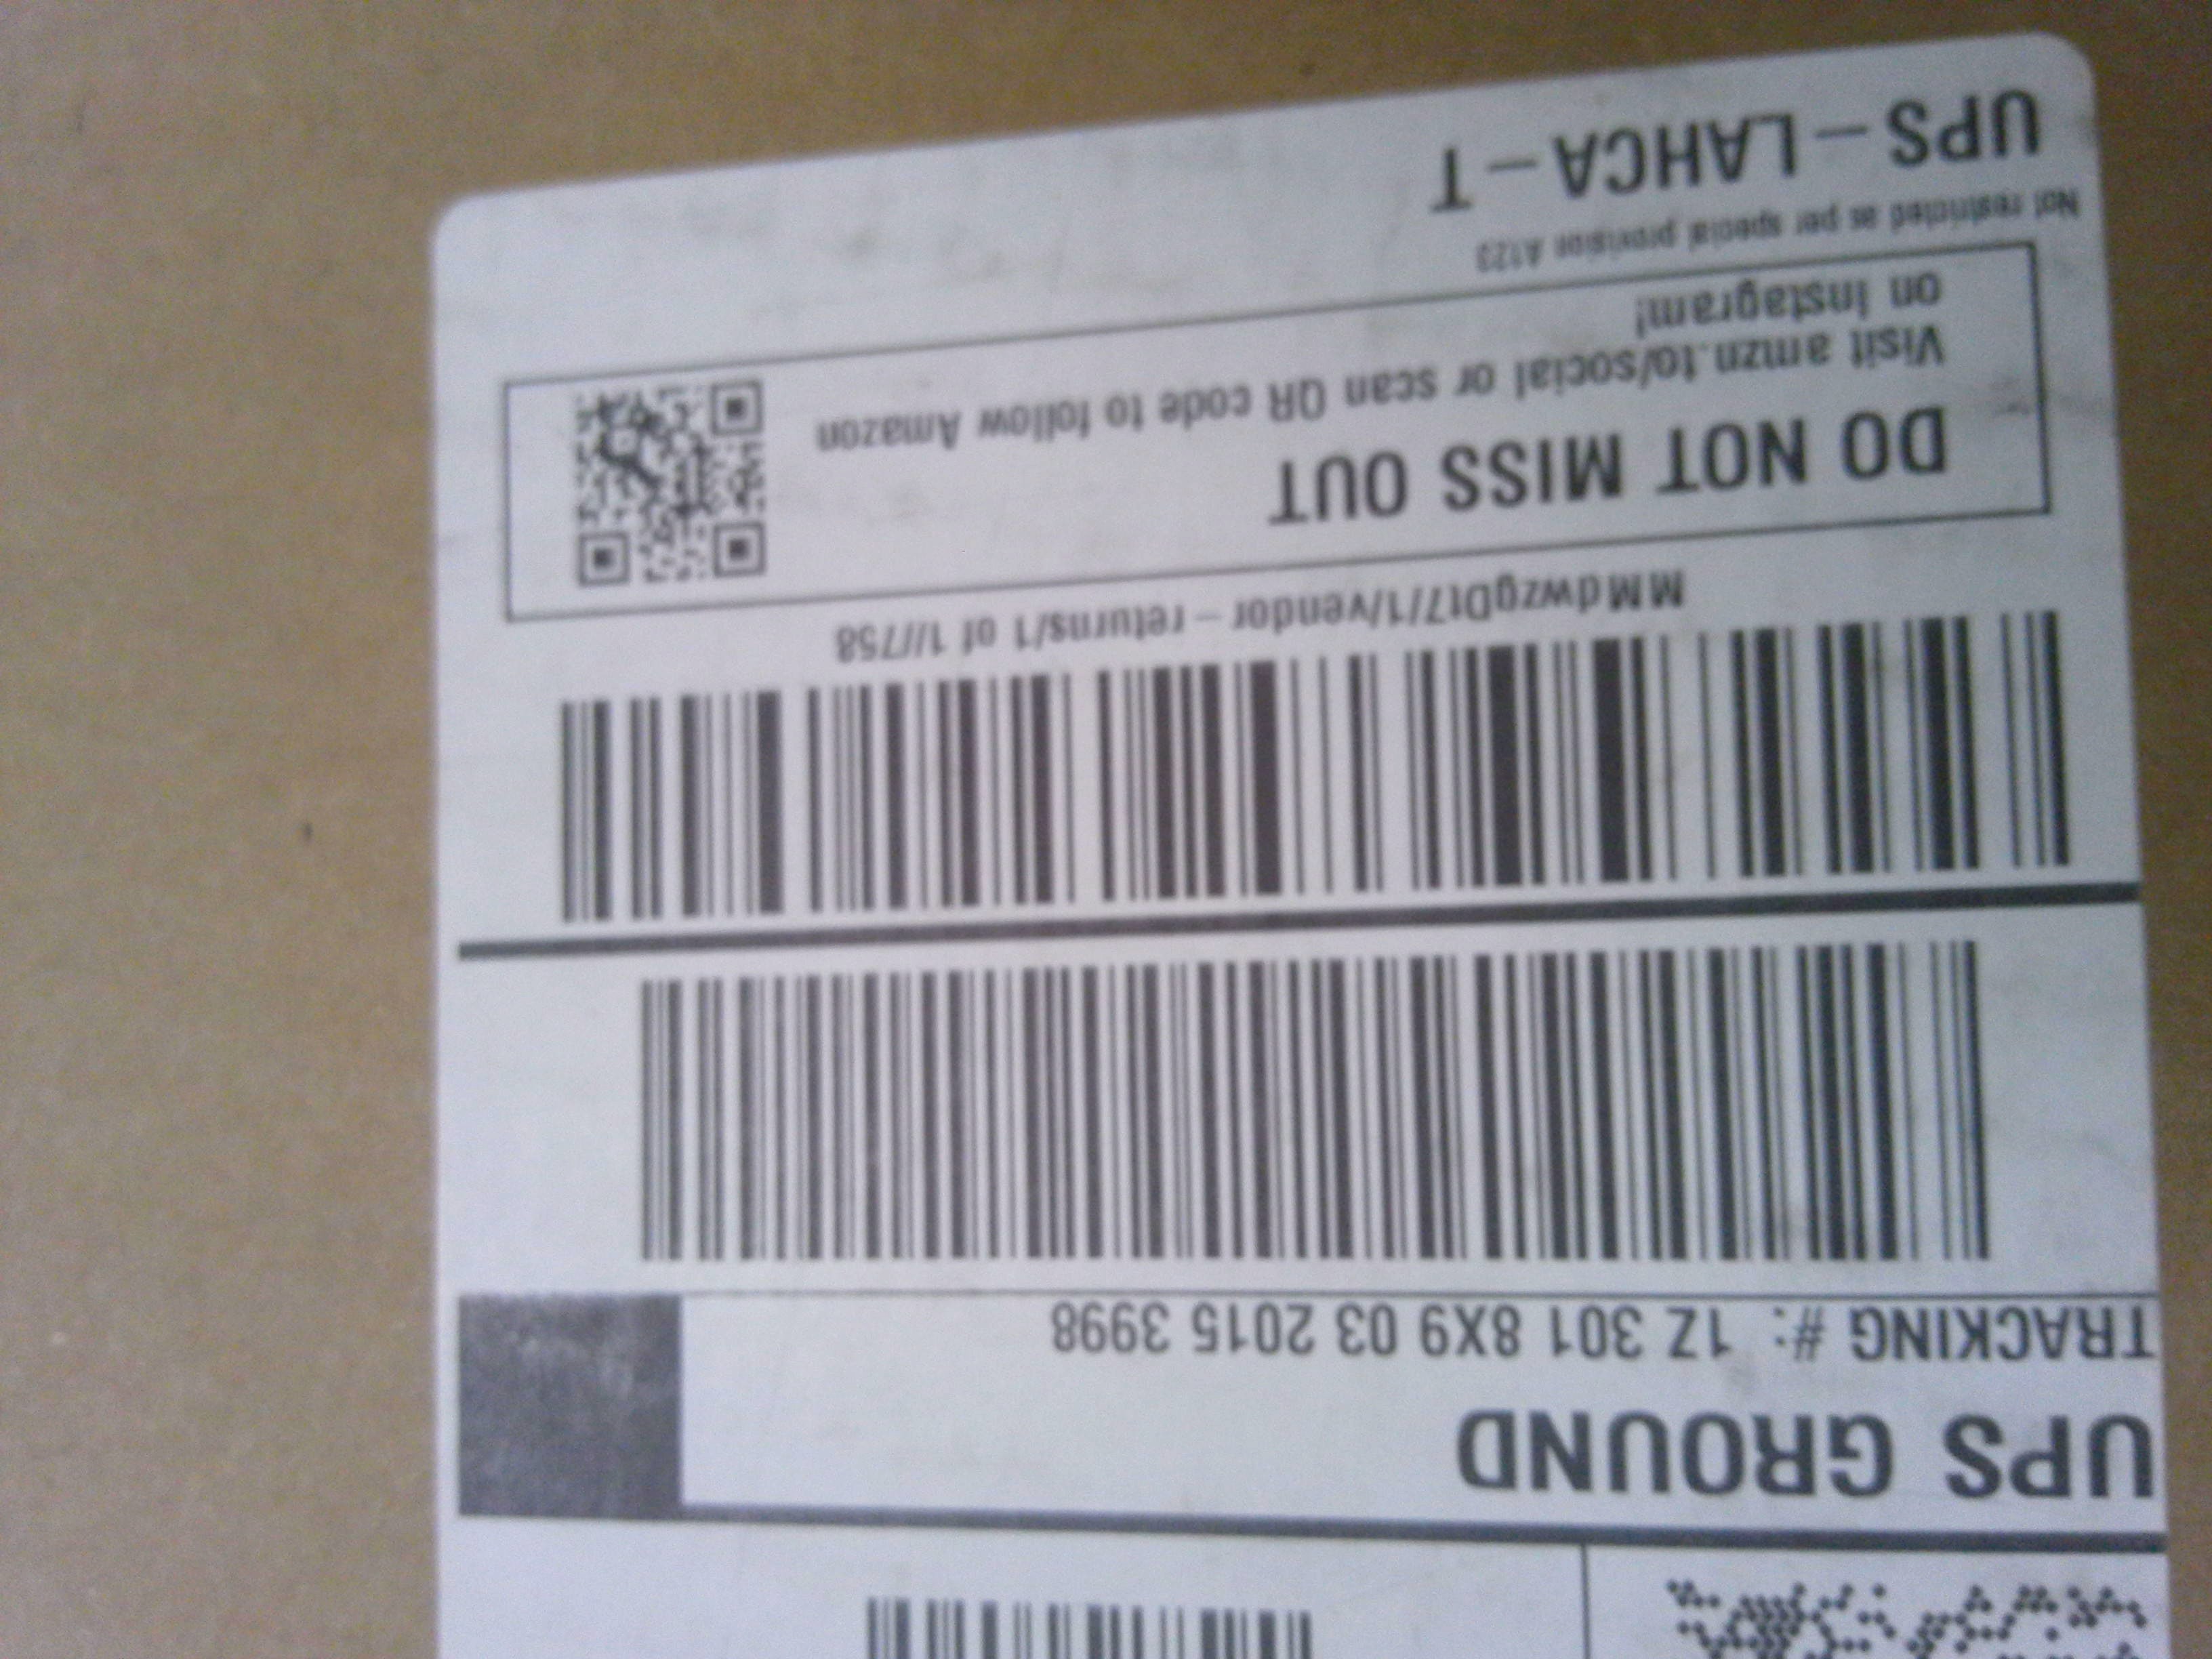 UPS GROUND
TRACKING #: 1Z 301 8X9 03 2015 3998
MMdwzgDt7/1/vendor-returns/1 of 1///758
DO NOT MISS OUT
Visit amzn.to/social or scan QR code to follow Amazon
on Instagram!
Not restricted as per special provision A123
UPS-LAHCA-T